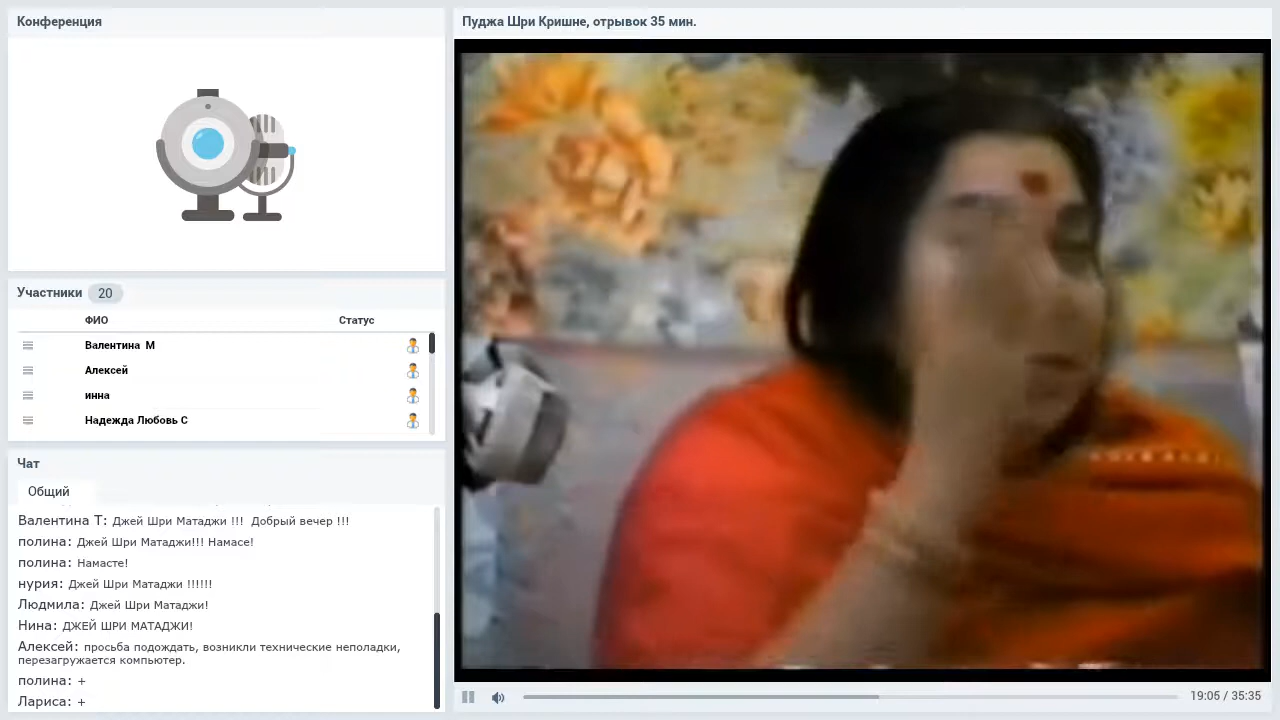 Конференция
Участники 20
ФИО Статус
Валентина М
Алексей
инна
Надежда Любовь С
Чат
Общий
Валентина Т: Джей Шри Матаджи !!! Добрый вечер !!!
полина: Джей Шри Матаджи!!! Намасе!
полина: Намасте!
нурия: Джей Шри Матаджи !!!!!!
Людмила: Джей Шри Матаджи!
Нина: ДЖЕЙ ШРИ МАТАДЖИ!
Алексей: просьба подождать, возникли технические неполадки,
перезагружается компьютер.
полина: +
Лариса: +
Пуджа Шри Кришне, отрывок 35 мин.
19:05 / 35:35